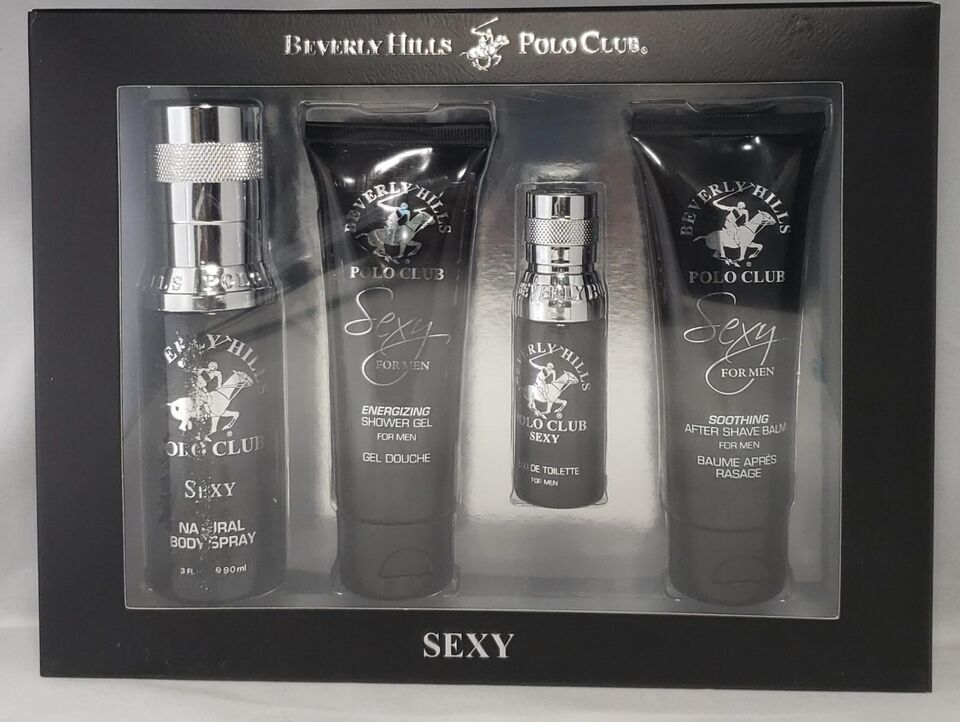 BEVERLY HILLS POLO CLUB®
ILLS POLO
ERLY HILLS
POLO CLUB
SEXY
NATURAL
BODY SPRAY
3 FL. ℮ 90 ml
BEVERLY HILLS
POLO CLUB
Sexy
FOR MEN
ENERGIZING
SHOWER GEL
FOR MEN
GEL DOUCHE
BEVERLY H
BEVERLY HILLS
POLO CLUB
SEXY
EAU DE TOILETTE
FOR MEN
BEVERLY HILLS
POLO CLUB
Sexy
FOR MEN
SOOTHING
AFTER SHAVE BALM
FOR MEN
BAUME APRÈS
RASAGE
SEXY